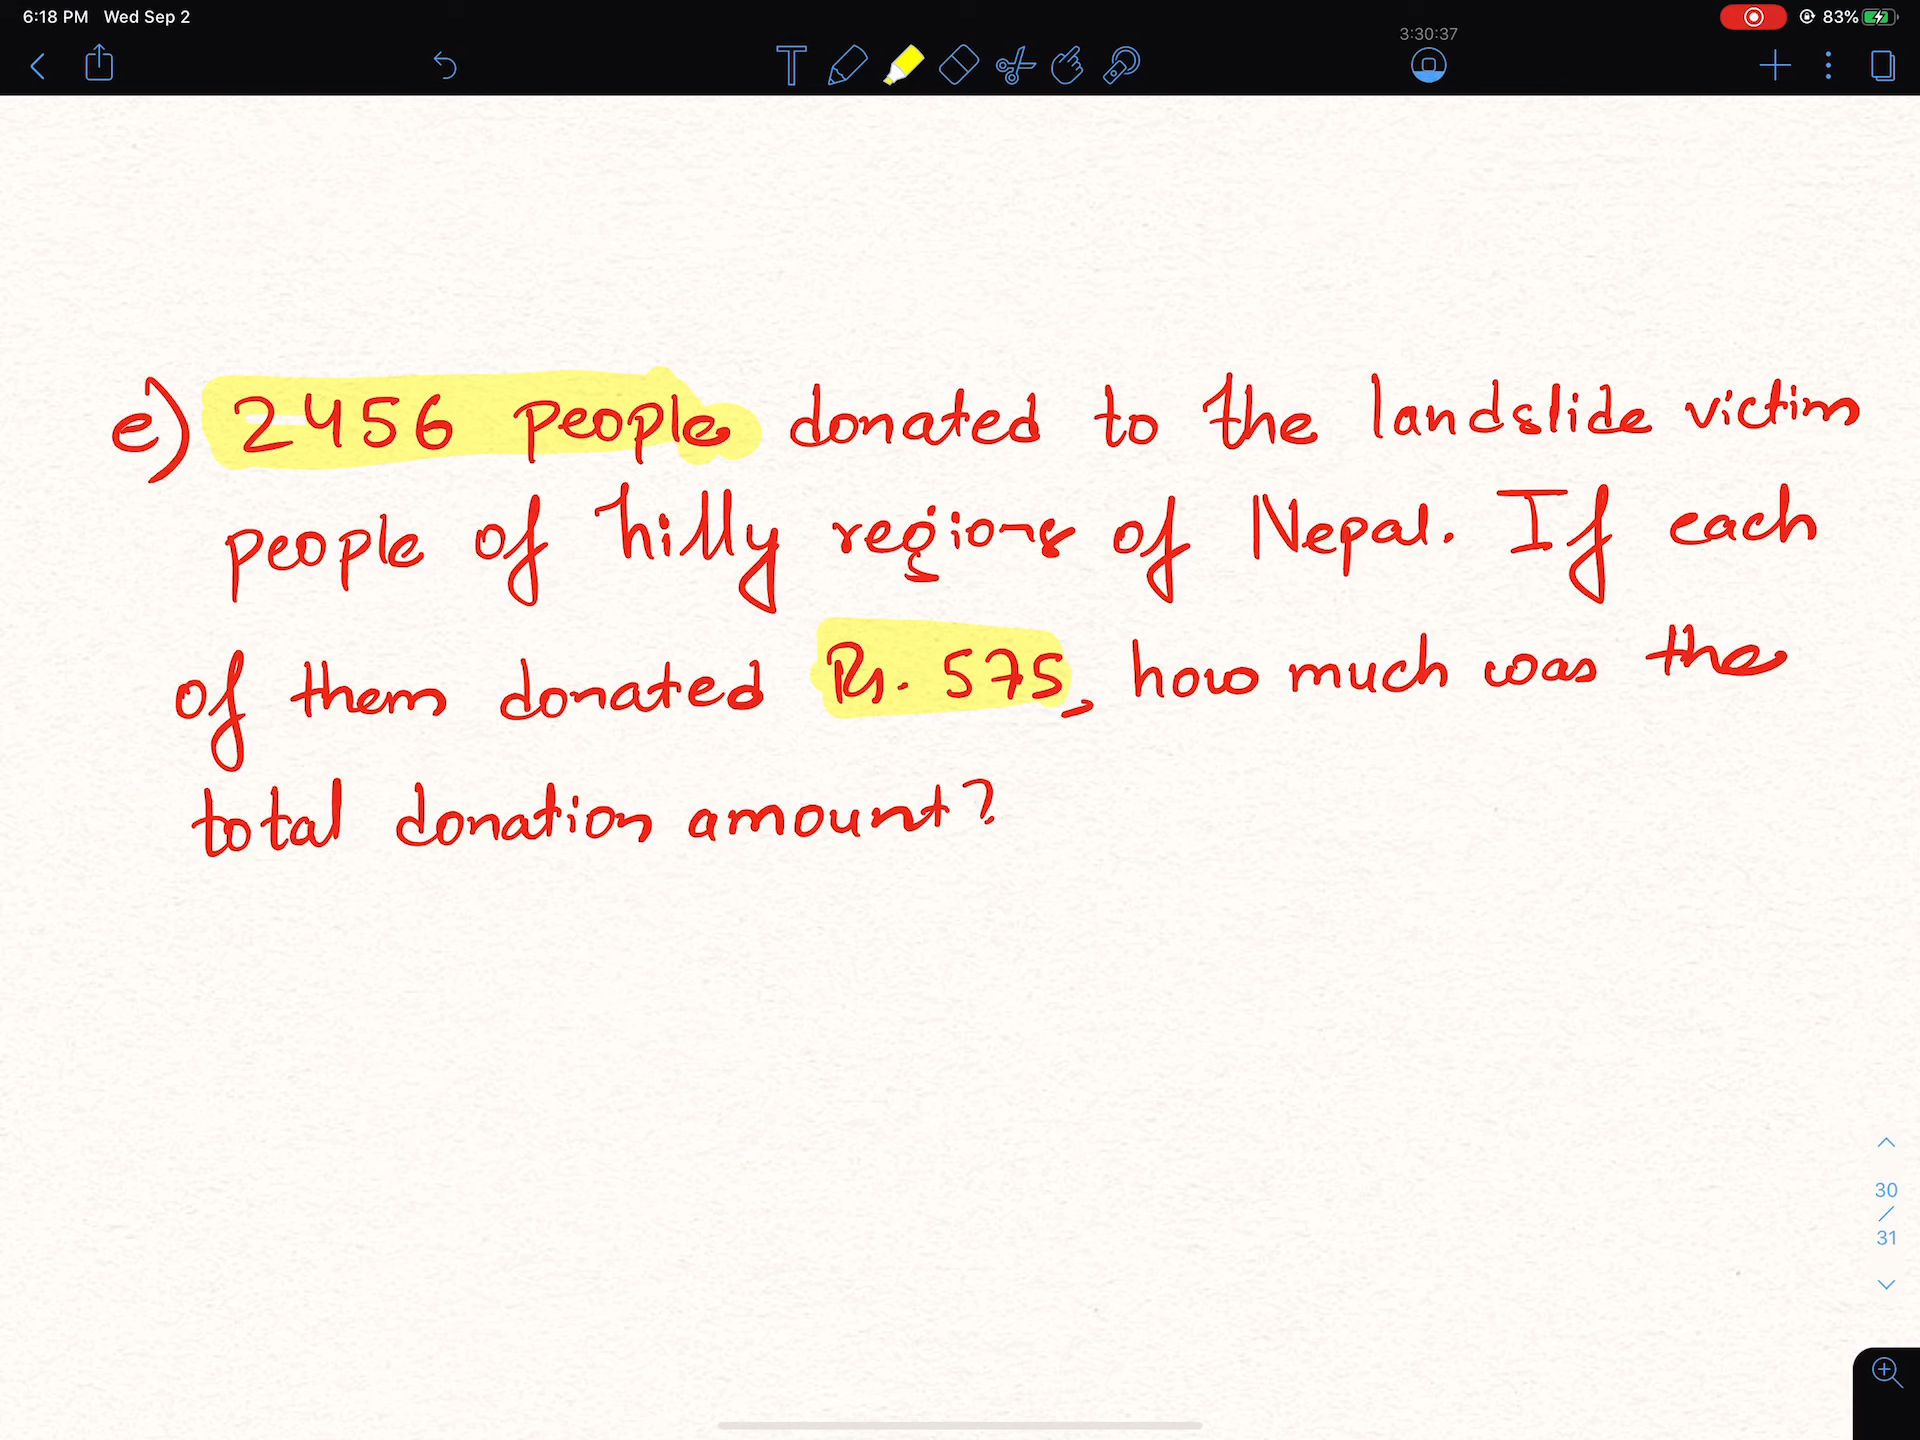 6:18 PM Wed Sep 2
83%
3:30:37
e) 2456 people donated to the landslide victim
people of hilly regions of Nepal. If each
of them donated Rs. 575, how much was the
total donation amount?
30
/
31